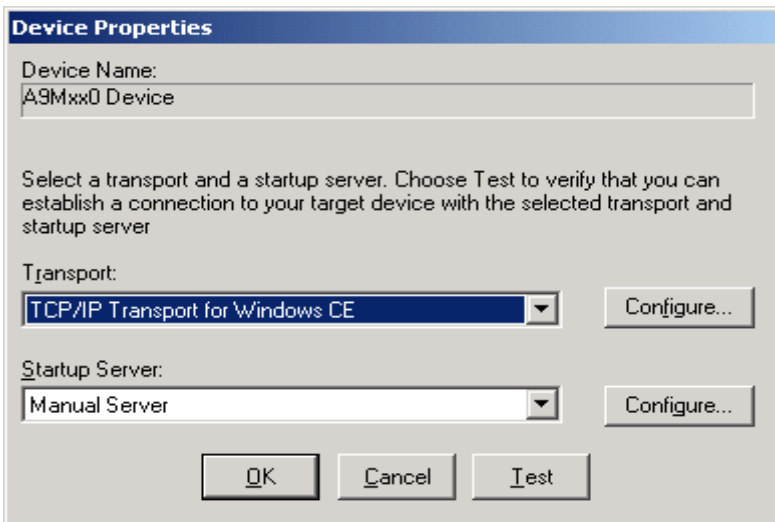 Device Properties
Device Name:
A9Mxx0 Device
Select a transport and a startup server. Choose Test to verify that you can
establish a connection to your target device with the selected transport and
startup server
Transport:
TCP/IP Transport for Windows CE
Configure...
Startup Server:
Manual Server
Configure...
OK
Cancel
Test